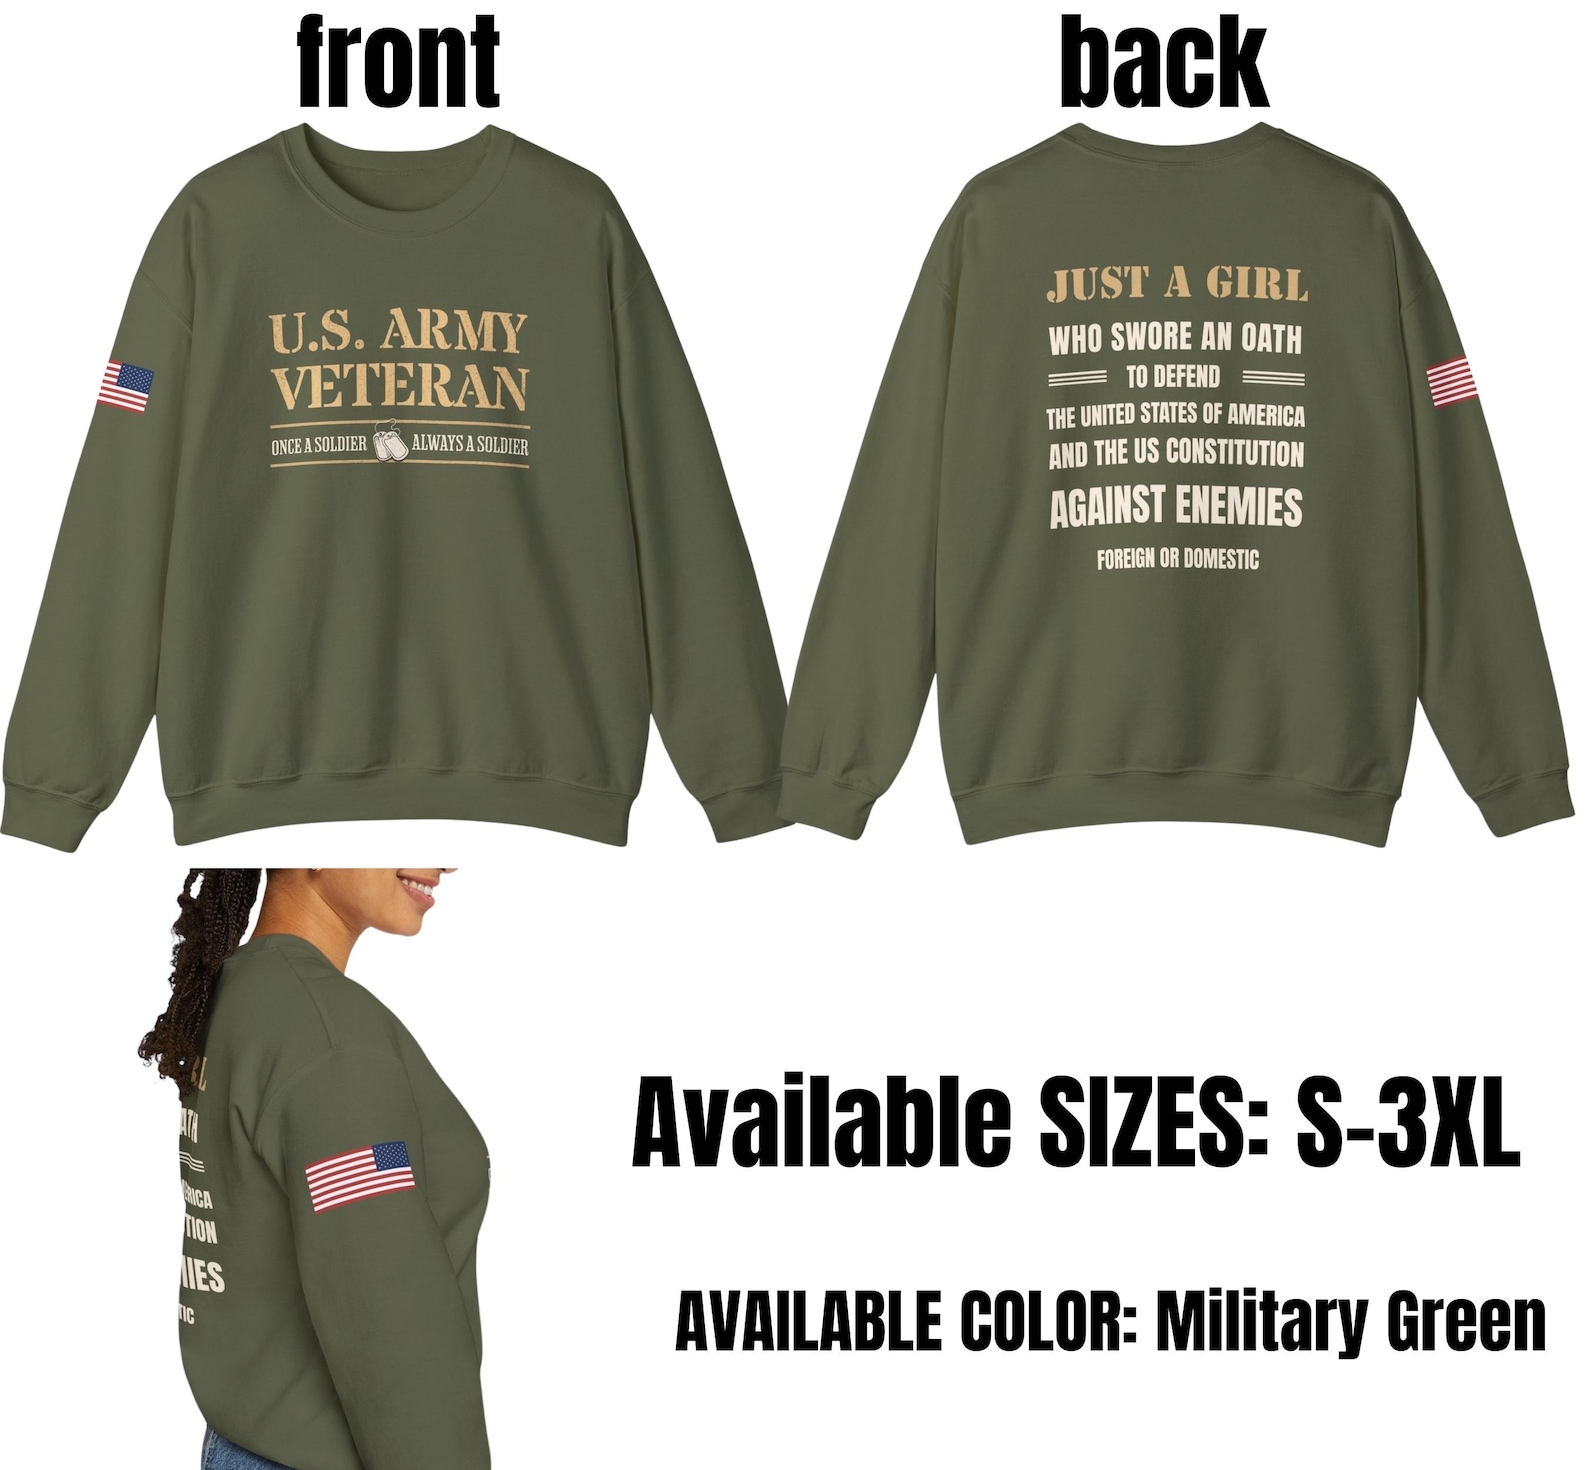 front
back
U.S. ARMY
VETERAN
ONCE A SOLDIER ALWAYS A SOLDIER
JUST A GIRL
WHO SWORE AN OATH
TO DEFEND
THE UNITED STATES OF AMERICA
AND THE US CONSTITUTION
AGAINST ENEMIES
FOREIGN OR DOMESTIC
RL
ATH
RICA
TION
MIES
TIC
Available SIZES: S-3XL
AVAILABLE COLOR: Military Green